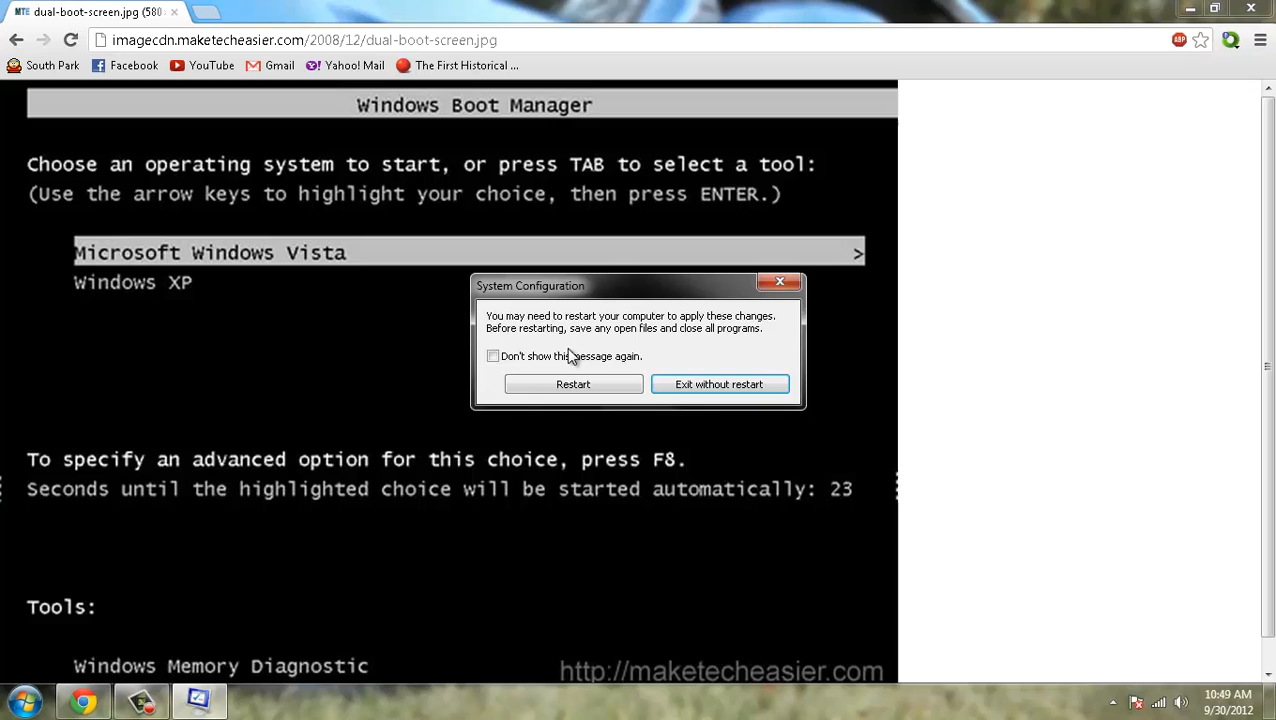 MTE dual-boot-screen.jpg (580
imagecdn.maketecheasier.com/2008/12/dual-boot-screen.jpg
ABP
South Park Facebook YouTube Gmail Yahoo! Mail The First Historical ...
Windows Boot Manager
Choose an operating system to start, or press TAB to select a tool:
(Use the arrow keys to highlight your choice, then press ENTER.)
Microsoft Windows Vista >
Windows XP
System Configuration
You may need to restart your computer to apply these changes.
Before restarting, save any open files and close all programs.
Don't show this message again.
Restart Exit without restart
To specify an advanced option for this choice, press F8.
Seconds until the highlighted choice will be started automatically: 23
Tools:
Windows Memory Diagnostic
http://maketecheasier.com
10:49 AM
9/30/2012